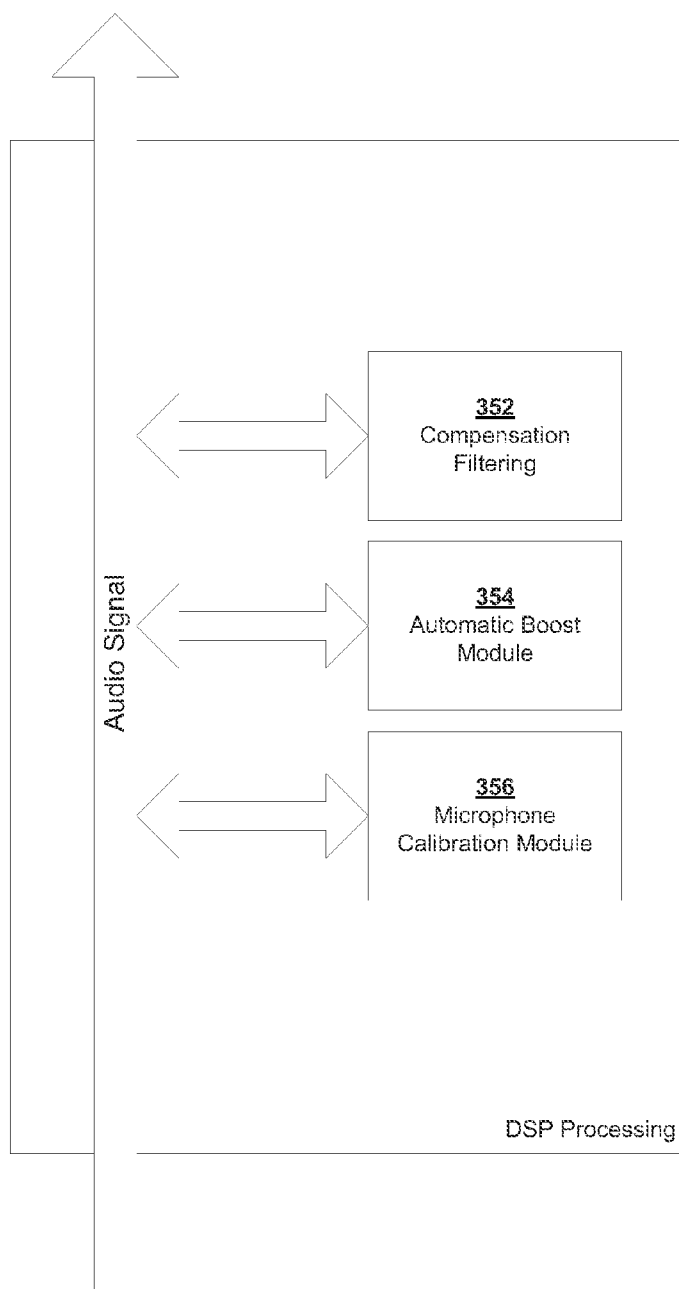 352
Compensation
Filtering
354
Automatic Boost
Module
Audio Signal
356
Microphone
Calibration Module
DSP Processing